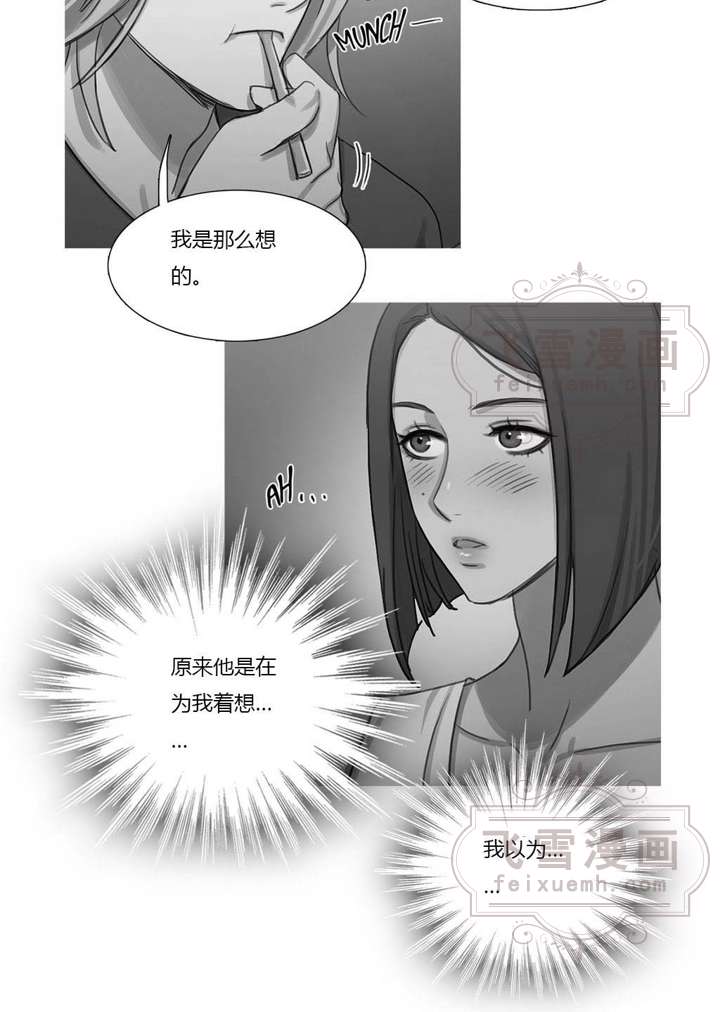 MUNCH —
我是那么想
的。
飞雪漫画
feixuemh.com
AH...
原来他是在
为我着想...
...
飞雪漫画
feixuemh.com
我以为...
...